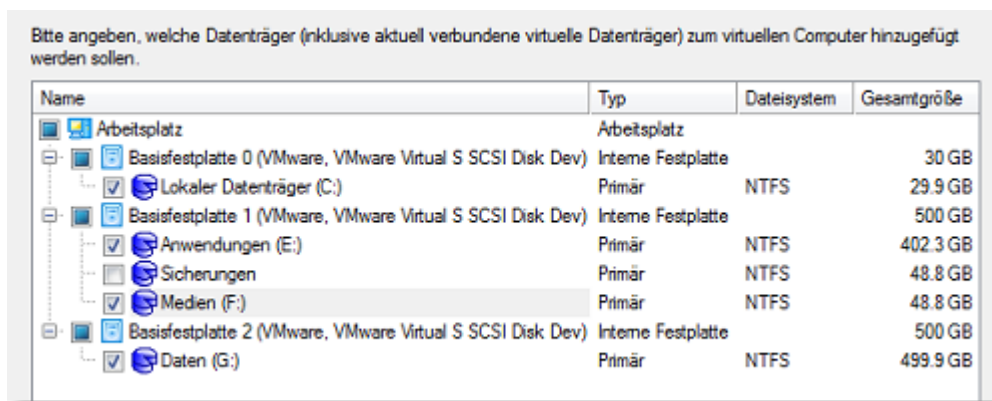 Bitte angeben, welche Datenträger (inklusive aktuell verbundene virtuelle Datenträger) zum virtuellen Computer hinzugefügt
werden sollen.
Name Typ Dateisystem Gesamtgröße
Arbeitsplatz Arbeitsplatz
Basisfestplatte 0 (VMware, VMware Virtual S SCSI Disk Dev) Interne Festplatte 30 GB
Lokaler Datenträger (C:) Primär NTFS 29.9 GB
Basisfestplatte 1 (VMware, VMware Virtual S SCSI Disk Dev) Interne Festplatte 500 GB
Anwendungen (E:) Primär NTFS 402.3 GB
Sicherungen Primär NTFS 48.8 GB
Medien (F:) Primär NTFS 48.8 GB
Basisfestplatte 2 (VMware, VMware Virtual S SCSI Disk Dev) Interne Festplatte 500 GB
Daten (G:) Primär NTFS 499.9 GB